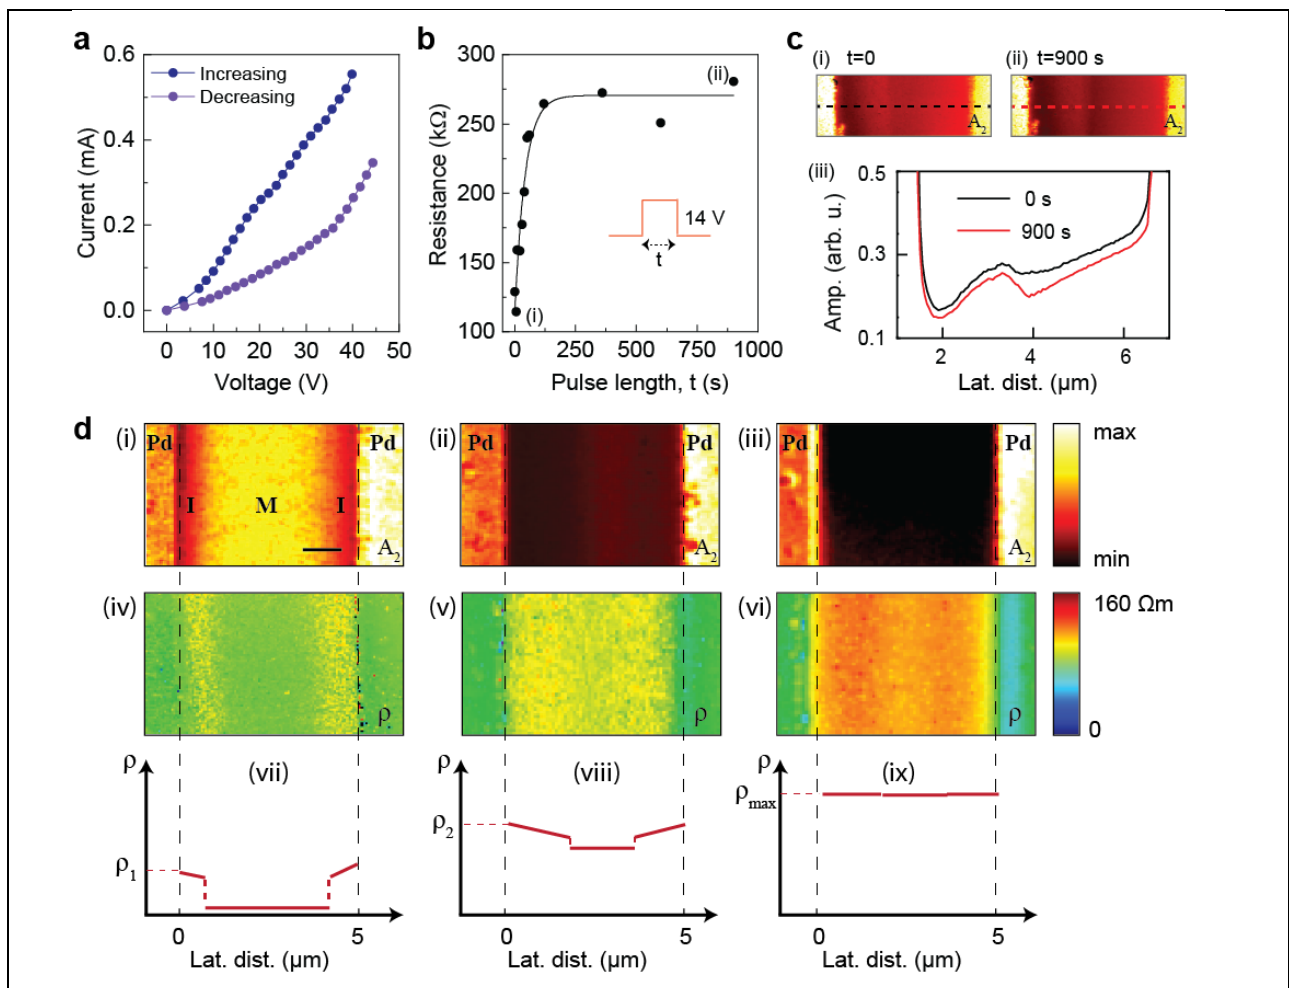 a
0.6
0.4
0.2
0.0
Current (mA)
Increasing
Decreasing
0 10 20 30 40 50
Voltage (V)
b
300
250
200
150
100
Resistance (kΩ)
(ii)
(i)
14 V
t
0 250 500 750 1000
Pulse length, t (s)
c
(i) t=0
(ii) t=900 s
A2
A2
(iii)
0.5
0.3
0.1
Amp. (arb. u.)
0 s
900 s
2 4 6
Lat. dist. (µm)
d
(i) Pd I M I Pd A2
(ii) Pd Pd A2
(iii) Pd Pd A2
max
min
(iv) ρ
(v) ρ
(vi) ρ
160 Ωm
0
ρ (vii)
ρ1
0 5
Lat. dist. (µm)
ρ (viii)
ρ2
0 5
Lat. dist. (µm)
ρ (ix)
ρmax
0 5
Lat. dist. (µm)